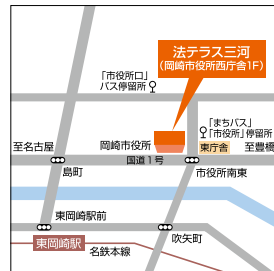 法テラス三河
(岡崎市役所西庁舎1F)
「市役所口」
バス停留所
「まちバス」
「市役所」停留所
至名古屋
岡崎市役所
東庁舎
至豊橋
国道1号
島町
市役所南東
東岡崎駅前
東岡崎駅
吹矢町
名鉄本線